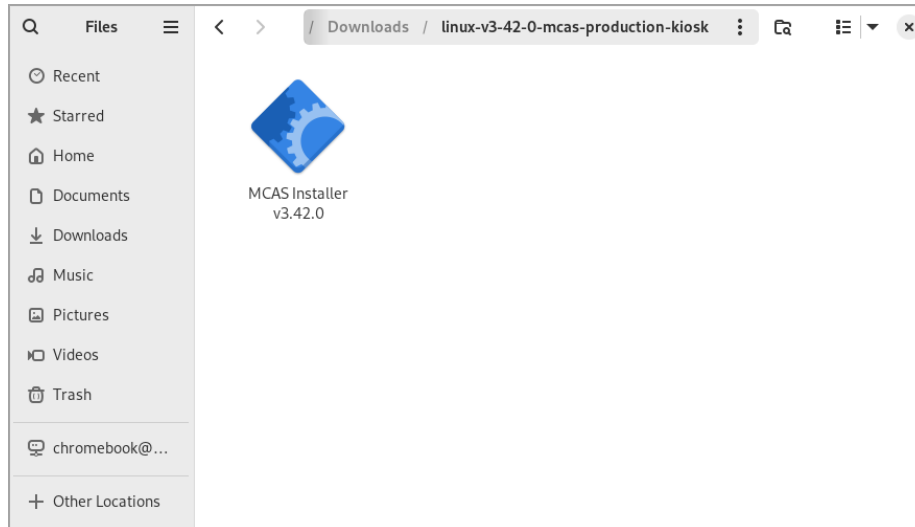 Files
/ Downloads / linux-v3-42-0-mcas-production-kiosk
Recent
Starred
Home
Documents
Downloads
Music
Pictures
Videos
Trash
chromebook@...
Other Locations
MCAS Installer
v3.42.0